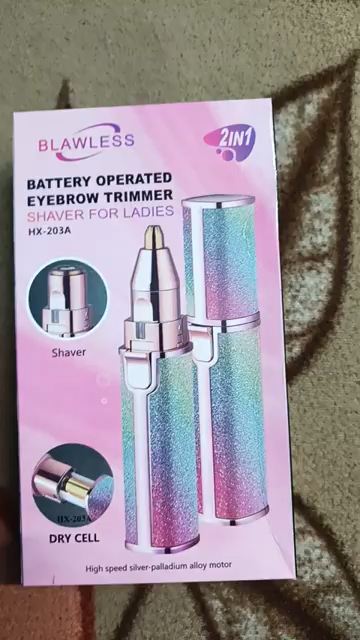 BLAWLESS
2IN1
BATTERY OPERATED
EYEBROW TRIMMER
SHAVER FOR LADIES
HX-203A
Shaver
HX-203A
DRY CELL
High speed silver-palladium alloy motor